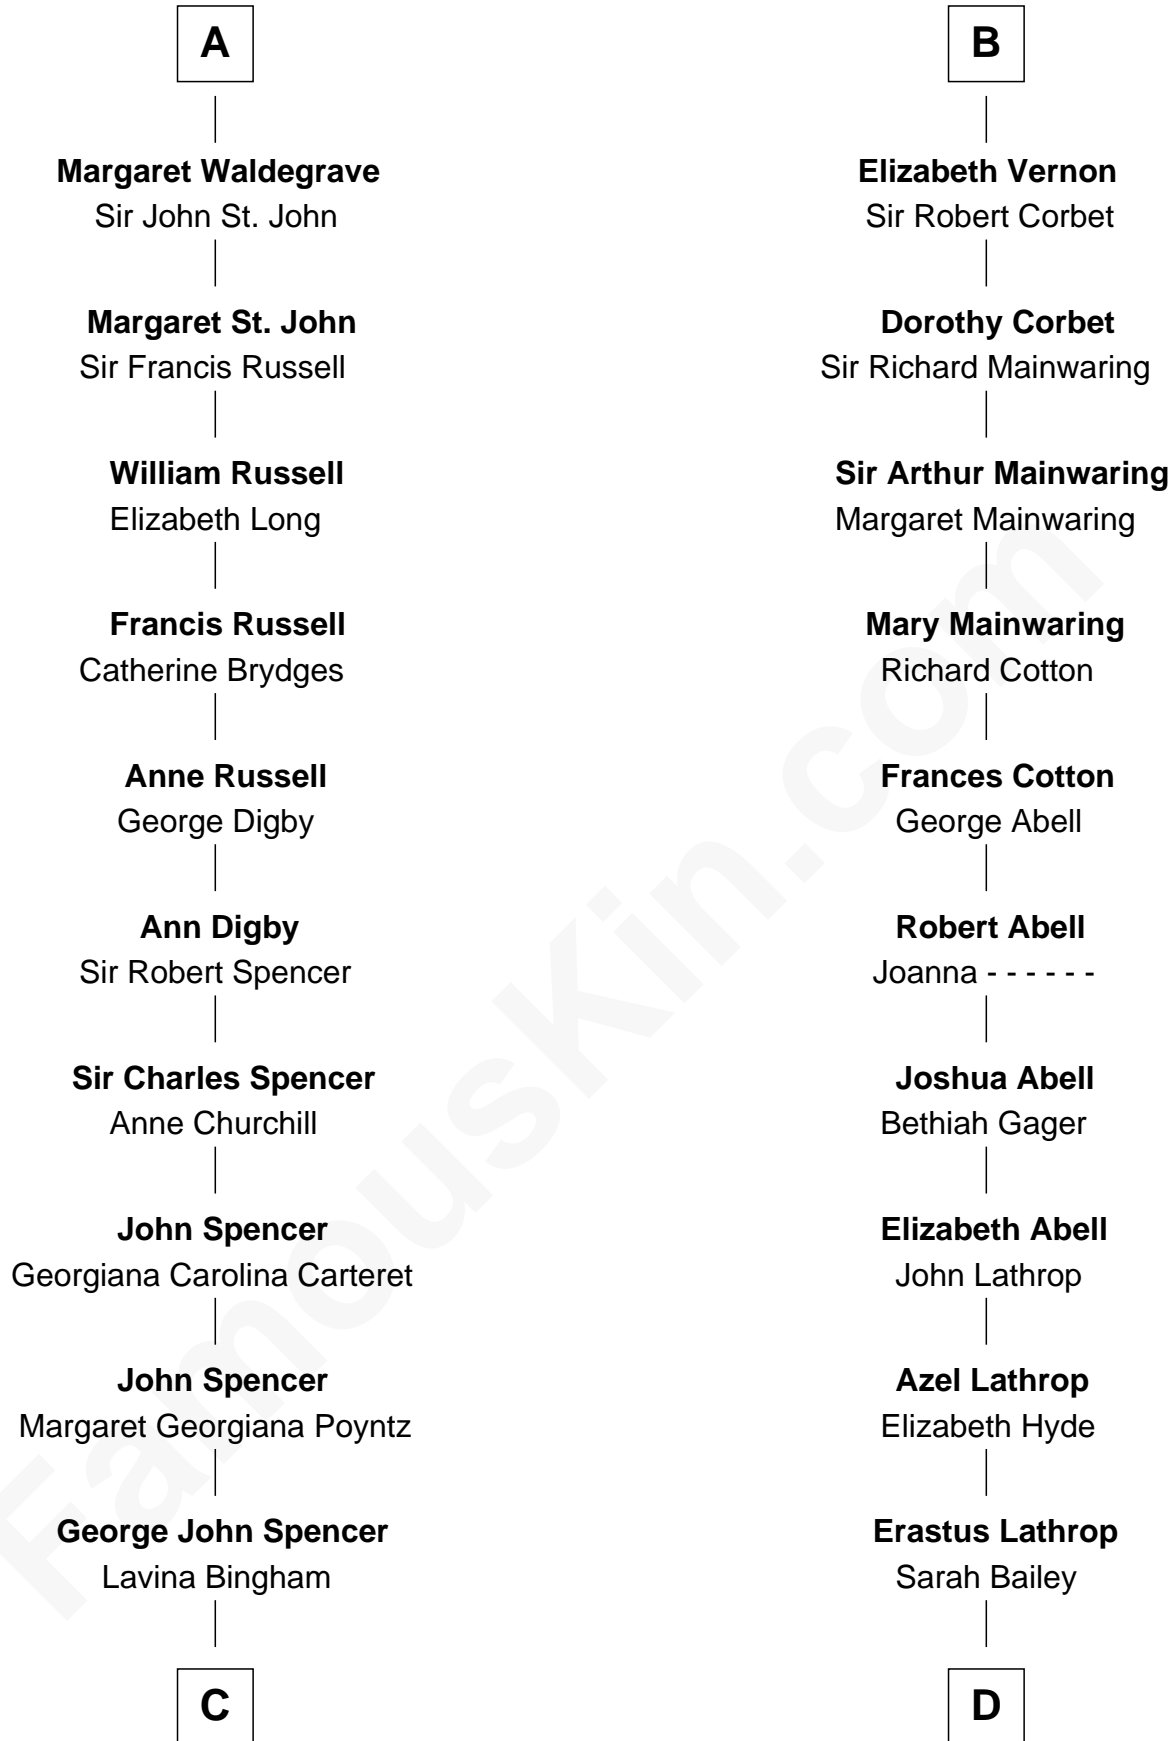 A
Margaret Waldegrave
Sir John St. John
Margaret St. John
Sir Francis Russell
William Russell
Elizabeth Long
Francis Russell
Catherine Brydges
Anne Russell
George Digby
Ann Digby
Sir Robert Spencer
Sir Charles Spencer
Anne Churchill
John Spencer
Georgiana Carolina Carteret
John Spencer
Margaret Georgiana Poyntz
George John Spencer
Lavina Bingham
C
B
Elizabeth Vernon
Sir Robert Corbet
Dorothy Corbet
Sir Richard Mainwaring
Sir Arthur Mainwaring
Margaret Mainwaring
Mary Mainwaring
Richard Cotton
Frances Cotton
George Abell
Robert Abell
Joanna - - - - - -
Joshua Abell
Bethiah Gager
Elizabeth Abell
John Lathrop
Azel Lathrop
Elizabeth Hyde
Erastus Lathrop
Sarah Bailey
D
FamousKin.com